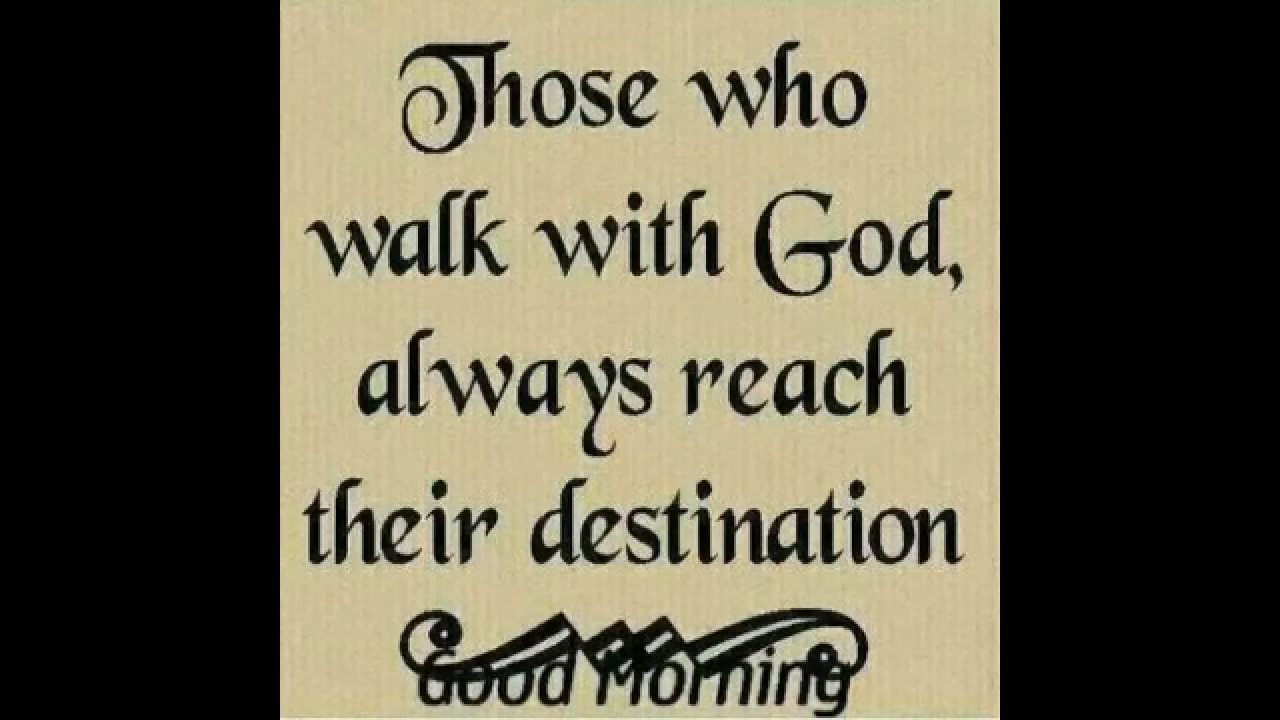 Those who
walk with God,
always reach
their destination
Good Morning